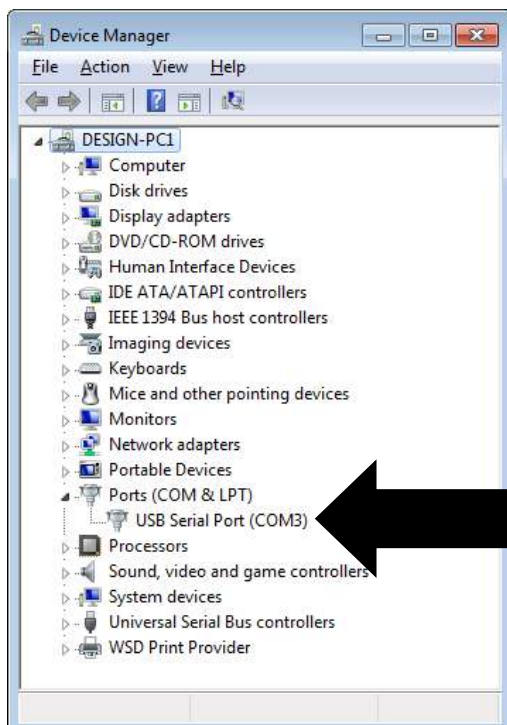 Device Manager
File Action View Help
DESIGN-PC1
Computer
Disk drives
Display adapters
DVD/CD-ROM drives
Human Interface Devices
IDE ATA/ATAPI controllers
IEEE 1394 Bus host controllers
Imaging devices
Keyboards
Mice and other pointing devices
Monitors
Network adapters
Portable Devices
Ports (COM & LPT)
USB Serial Port (COM3)
Processors
Sound, video and game controllers
System devices
Universal Serial Bus controllers
WSD Print Provider